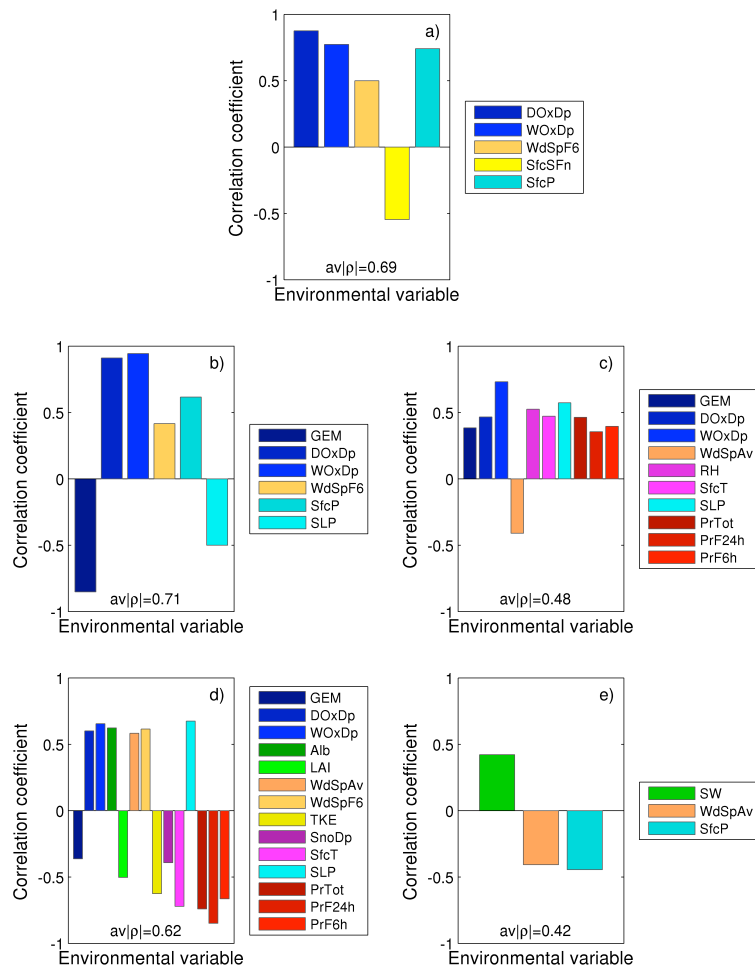 a)
1
0.5
0
-0.5
-1
Correlation coefficient
av|ρ|=0.69
Environmental variable
DOxDp
WOxDp
WdSpF6
SfcSFn
SfcP
b)
1
0.5
0
-0.5
-1
Correlation coefficient
av|ρ|=0.71
Environmental variable
GEM
DOxDp
WOxDp
WdSpF6
SfcP
SLP
c)
1
0.5
0
-0.5
-1
Correlation coefficient
av|ρ|=0.48
Environmental variable
GEM
DOxDp
WOxDp
WdSpAv
RH
SfcT
SLP
PrTot
PrF24h
PrF6h
d)
1
0.5
0
-0.5
-1
Correlation coefficient
av|ρ|=0.62
Environmental variable
GEM
DOxDp
WOxDp
Alb
LAI
WdSpAv
WdSpF6
TKE
SnoDp
SfcT
SLP
PrTot
PrF24h
PrF6h
e)
1
0.5
0
-0.5
-1
Correlation coefficient
av|ρ|=0.42
Environmental variable
SW
WdSpAv
SfcP